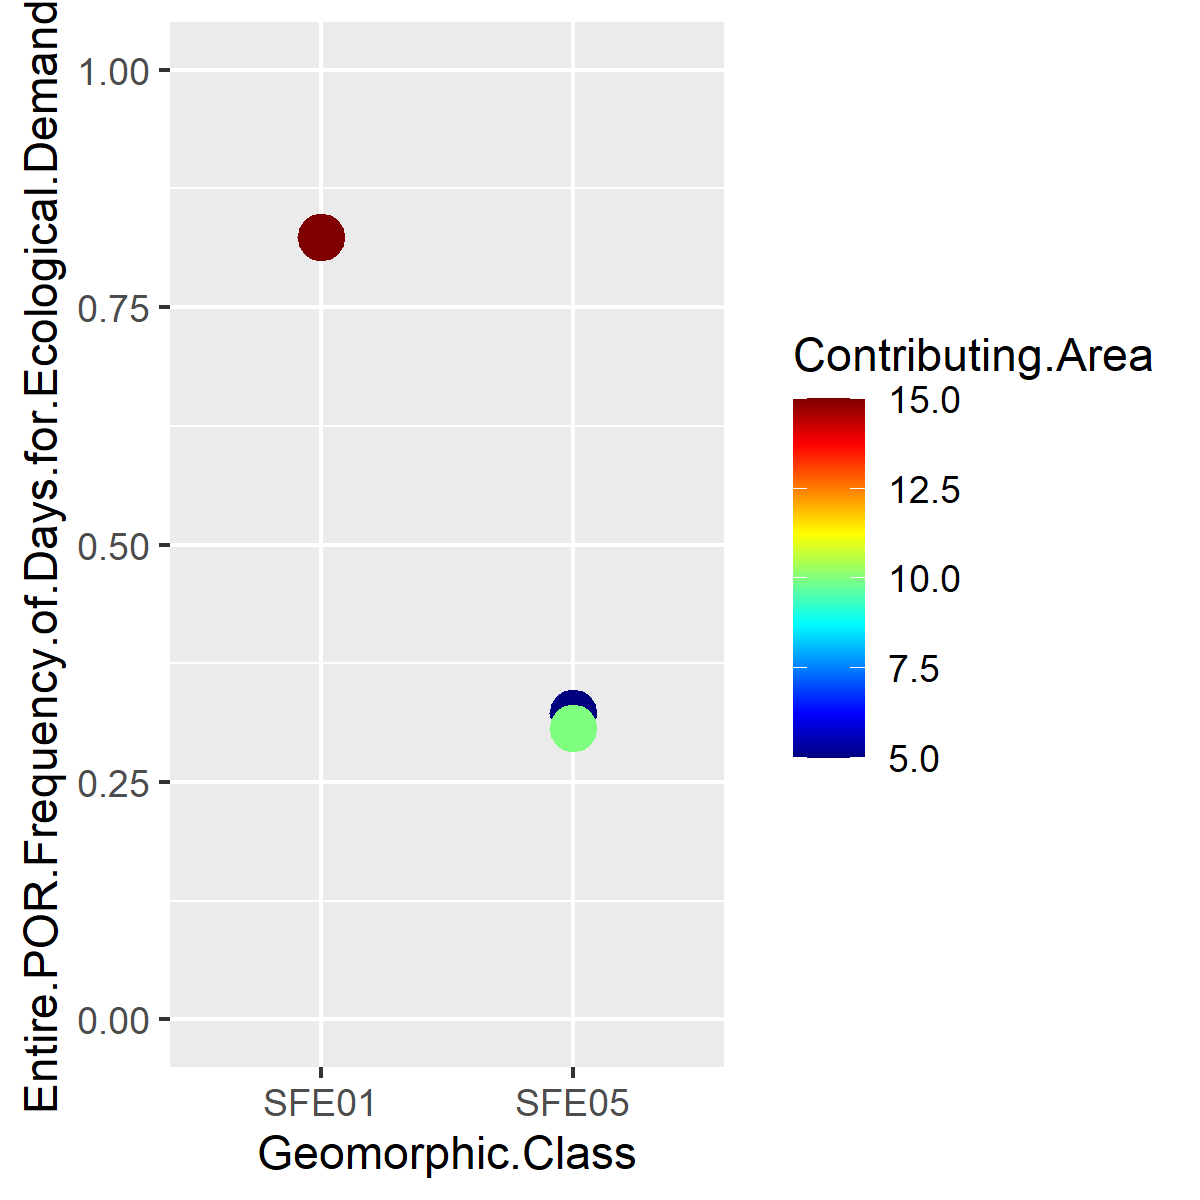 Entire.POR.Frequency.of.Days.for.Ecological.Demand
1.00
0.75
0.50
0.25
0.00
SFE01 SFE05
Geomorphic.Class
Contributing.Area
15.0
12.5
10.0
7.5
5.0